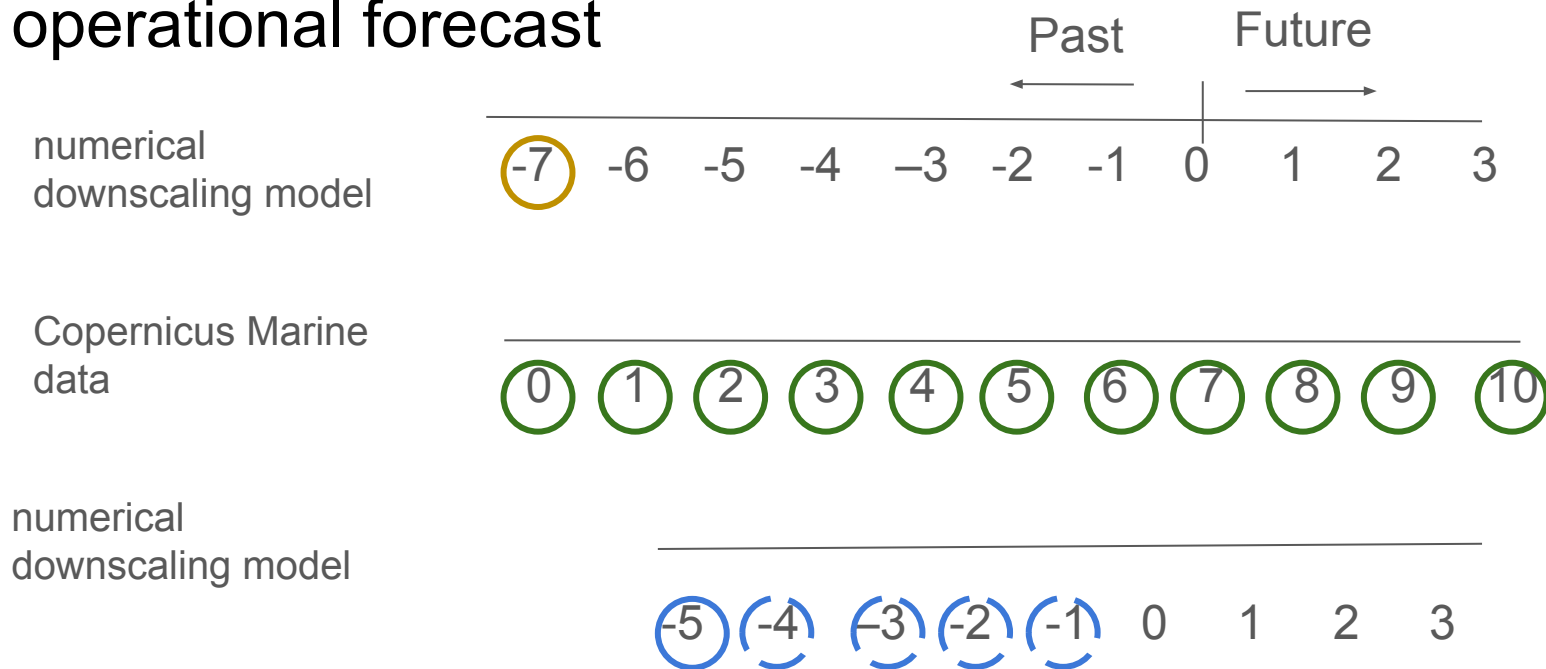 operational forecast
Past Future
numerical
downscaling model
-7 -6 -5 -4 –3 -2 -1 0 1 2 3
Copernicus Marine
data
0 1 2 3 4 5 6 7 8 9 10
numerical
downscaling model
-5 -4 –3 -2 -1 0 1 2 3